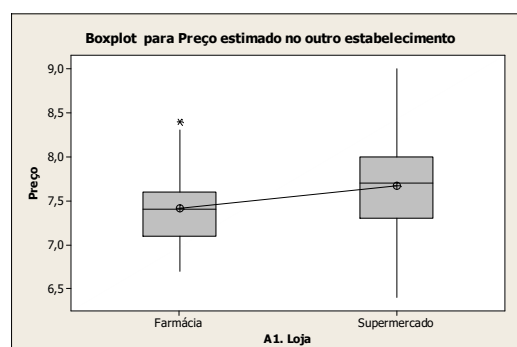 Boxplot para Preço estimado no outro estabelecimento
9,0
8,5
8,0
7,5
7,0
6,5
Preço
Farmácia
Supermercado
A1. Loja